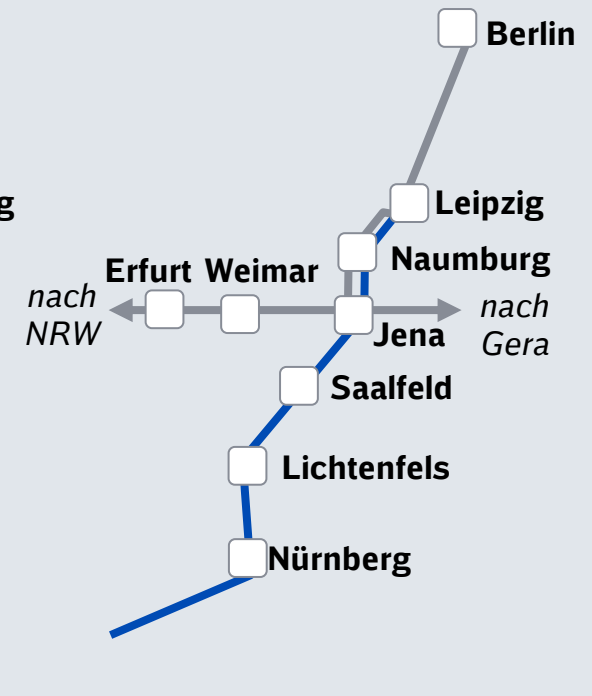 Berlin
g
Leipzig
Naumburg
Erfurt Weimar
nach
NRW
nach
Gera
Jena
Saalfeld
Lichtenfels
Nürnberg